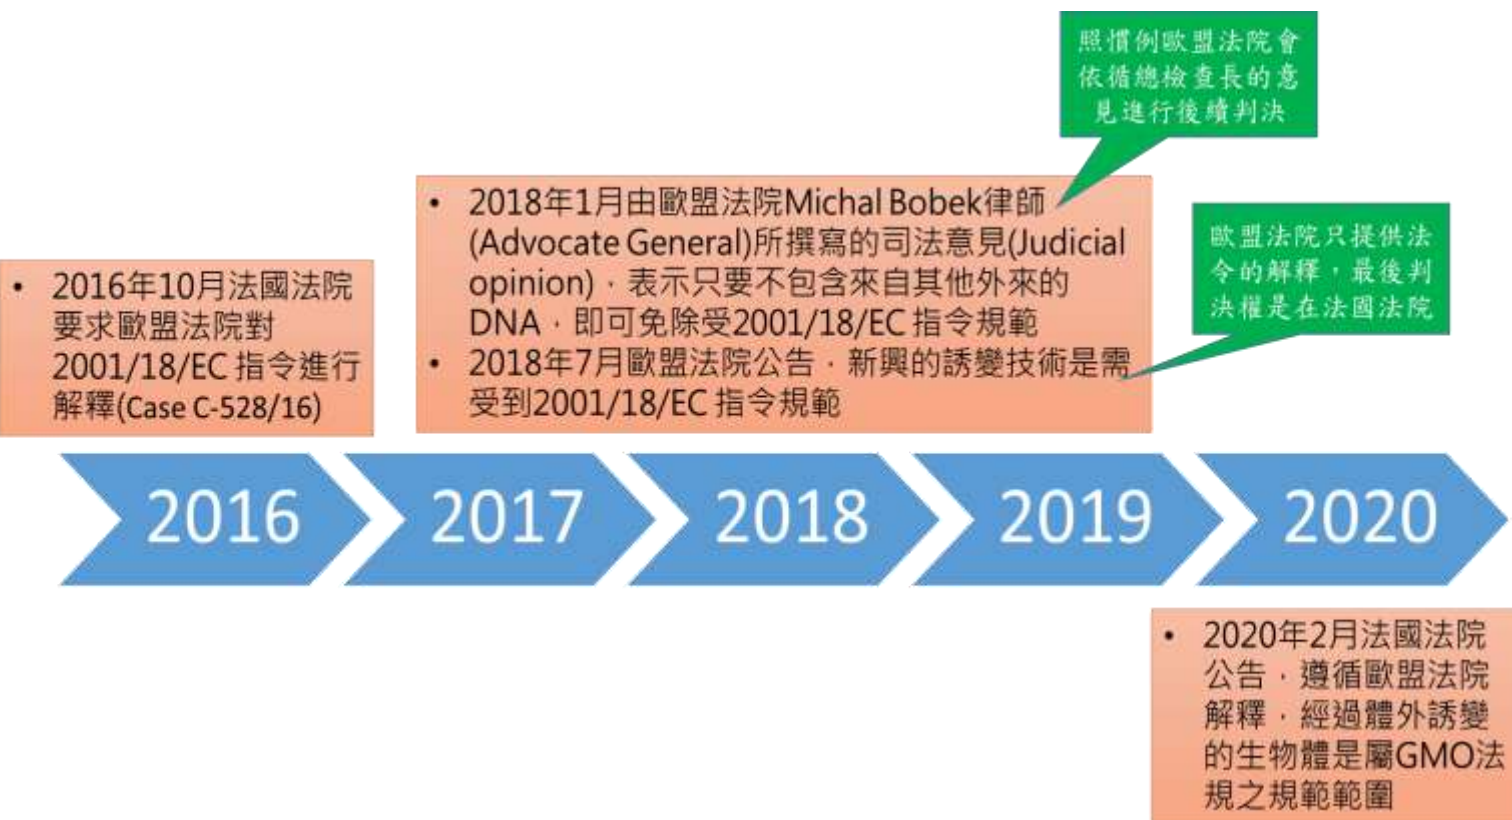 照慣例歐盟法院會
依循總檢查長的意
見進行後續判決
• 2018年1月由歐盟法院Michal Bobek律師
(Advocate General)所撰寫的司法意見(Judicial
opinion)，表示只要不包含來自其他外來的
DNA，即可免除受2001/18/EC 指令規範
• 2018年7月歐盟法院公告，新興的誘變技術是需
受到2001/18/EC 指令規範
歐盟法院只提供法
令的解釋，最後判
決權是在法國法院
• 2016年10月法國法院
要求歐盟法院對
2001/18/EC 指令進行
解釋(Case C-528/16)
2016
2017
2018
2019
2020
• 2020年2月法國法院
公告，遵循歐盟法院
解釋，經過體外誘變
的生物體是屬GMO法
規之規範範圍